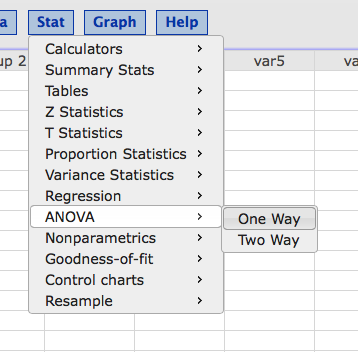 a Stat Graph Help
up 2 var5 va
Calculators
Summary Stats
Tables
Z Statistics
T Statistics
Proportion Statistics
Variance Statistics
Regression
ANOVA
One Way
Nonparametrics
Two Way
Goodness-of-fit
Control charts
Resample